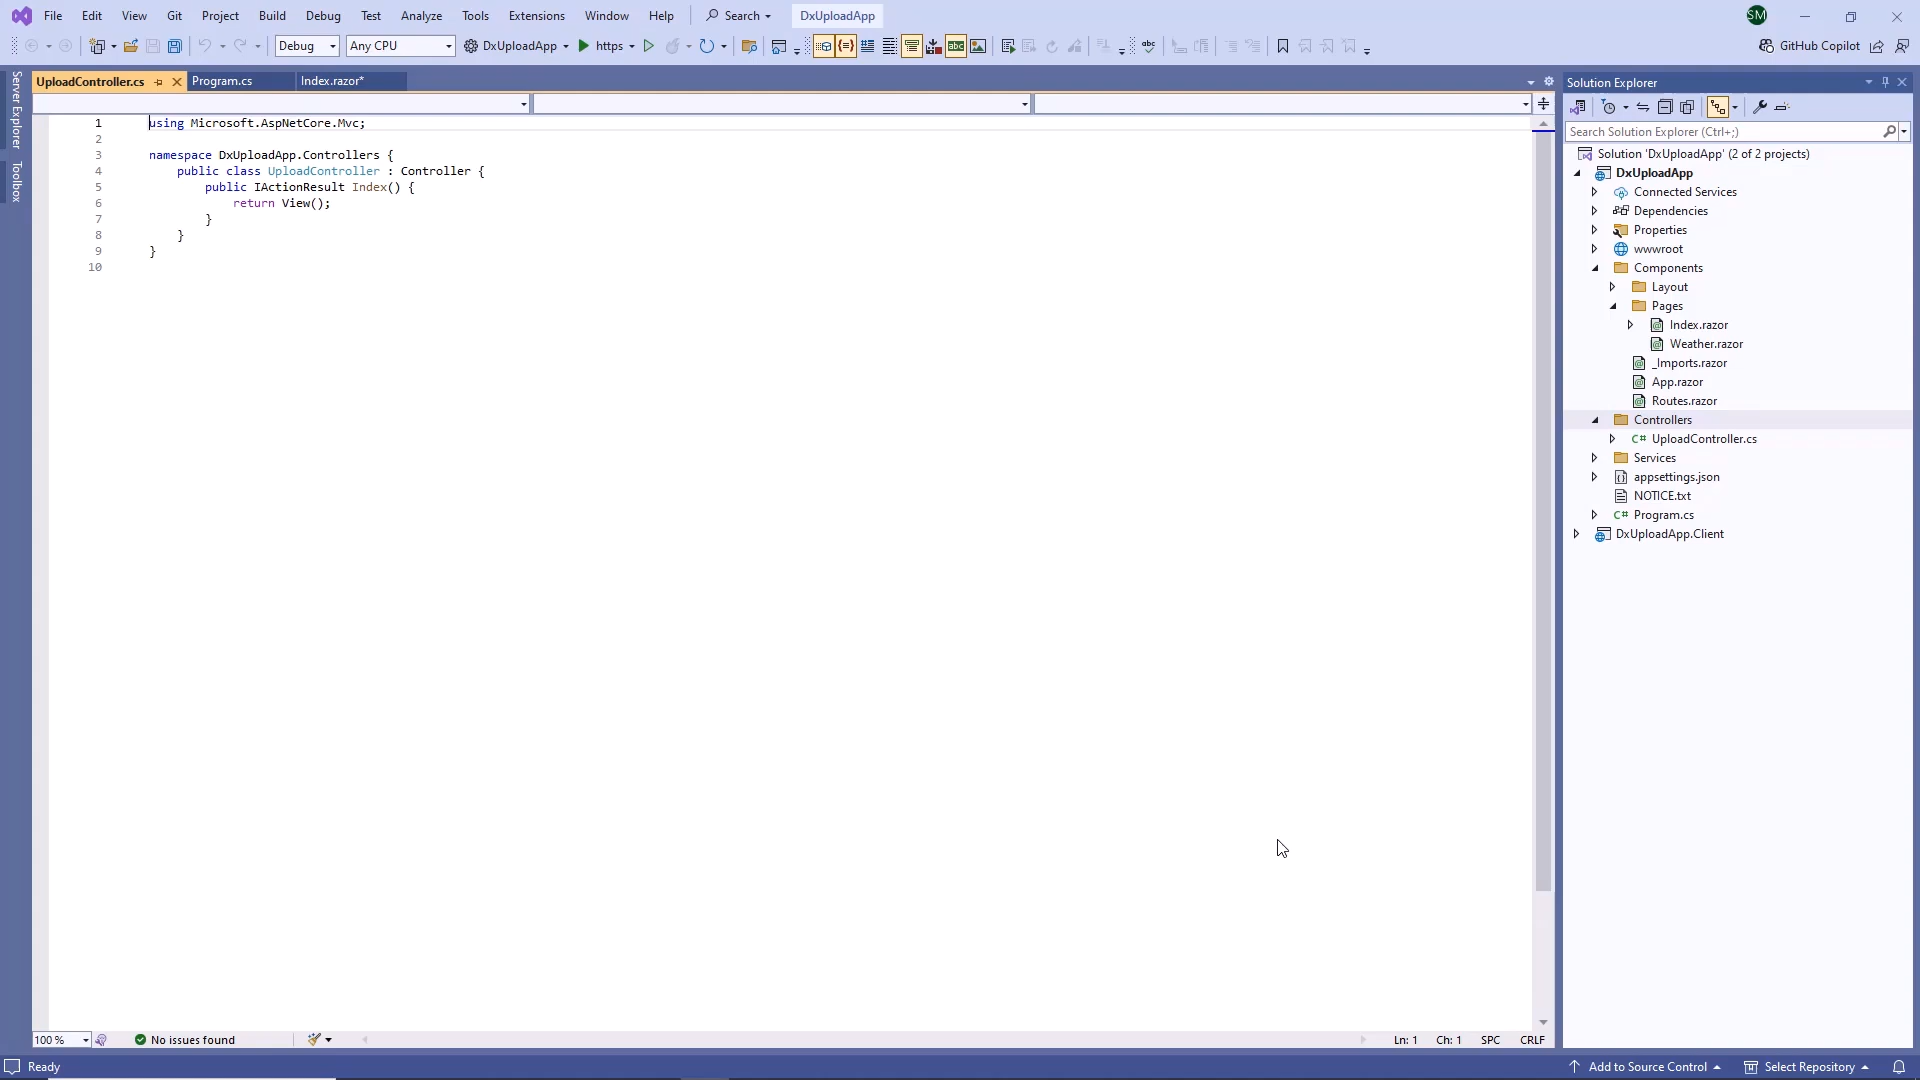 File Edit View Git Project Build Debug Test Analyze Tools Extensions Window Help Search DxUploadApp SM
Debug Any CPU DxUploadApp https GitHub Copilot
UploadController.cs Program.cs Index.razor*
Server Explorer
Toolbox
1 using Microsoft.AspNetCore.Mvc;
2
3 namespace DxUploadApp.Controllers {
4 public class UploadController : Controller {
5 public IActionResult Index() {
6 return View();
7 }
8 }
9 }
10
Solution Explorer
Search Solution Explorer (Ctrl+;)
Solution 'DxUploadApp' (2 of 2 projects)
DxUploadApp
Connected Services
Dependencies
Properties
wwwroot
Components
Layout
Pages
Index.razor
Weather.razor
_Imports.razor
App.razor
Routes.razor
Controllers
C# UploadController.cs
Services
appsettings.json
NOTICE.txt
C# Program.cs
DxUploadApp.Client
100 % No issues found Ln: 1 Ch: 1 SPC CRLF
Ready Add to Source Control Select Repository